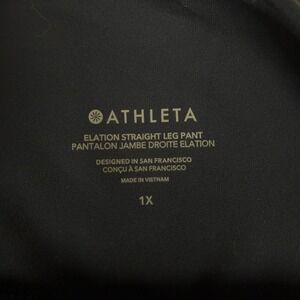 ATHLETA
ELATION STRAIGHT LEG PANT
PANTALON JAMBE DROITE ELATION
DESIGNED IN SAN FRANCISCO
CONÇU À SAN FRANCISCO
MADE IN VIETNAM
1X